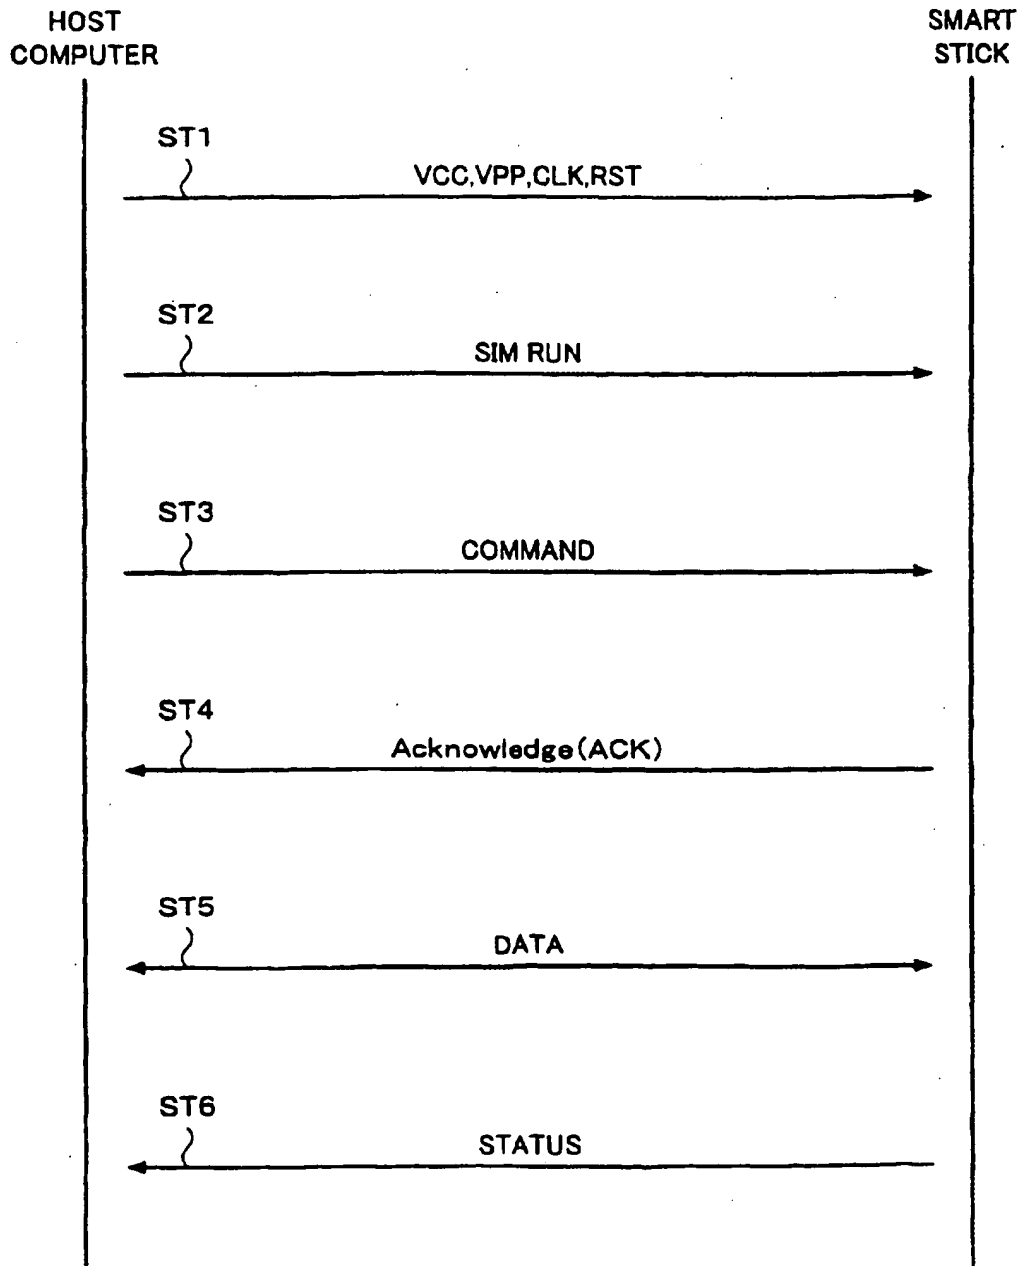 HOST
COMPUTER
SMART
STICK
ST1
VCC,VPP,CLK,RST
ST2
SIM RUN
ST3
COMMAND
ST4
Acknowledge(ACK)
ST5
DATA
ST6
STATUS